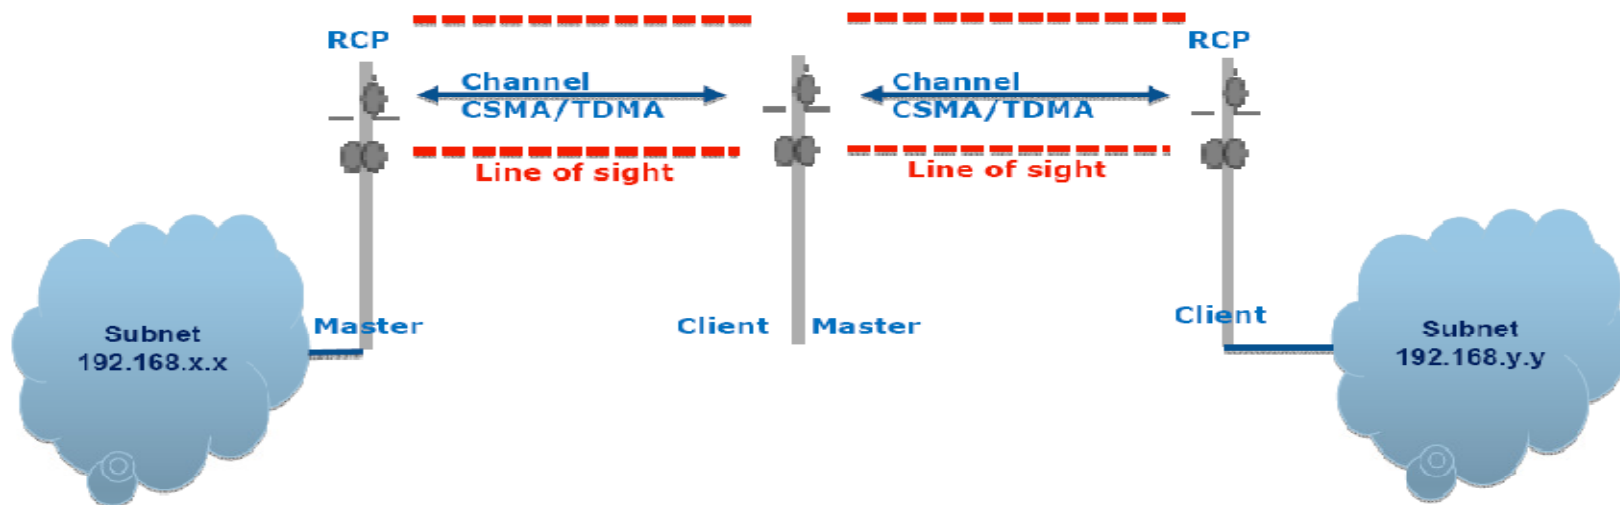 RCP
RCP
Channel
CSMA/TDMA
Channel
CSMA/TDMA
Line of sight
Line of sight
Subnet
192.168.x.x
Master
Client
Master
Client
Subnet
192.168.y.y